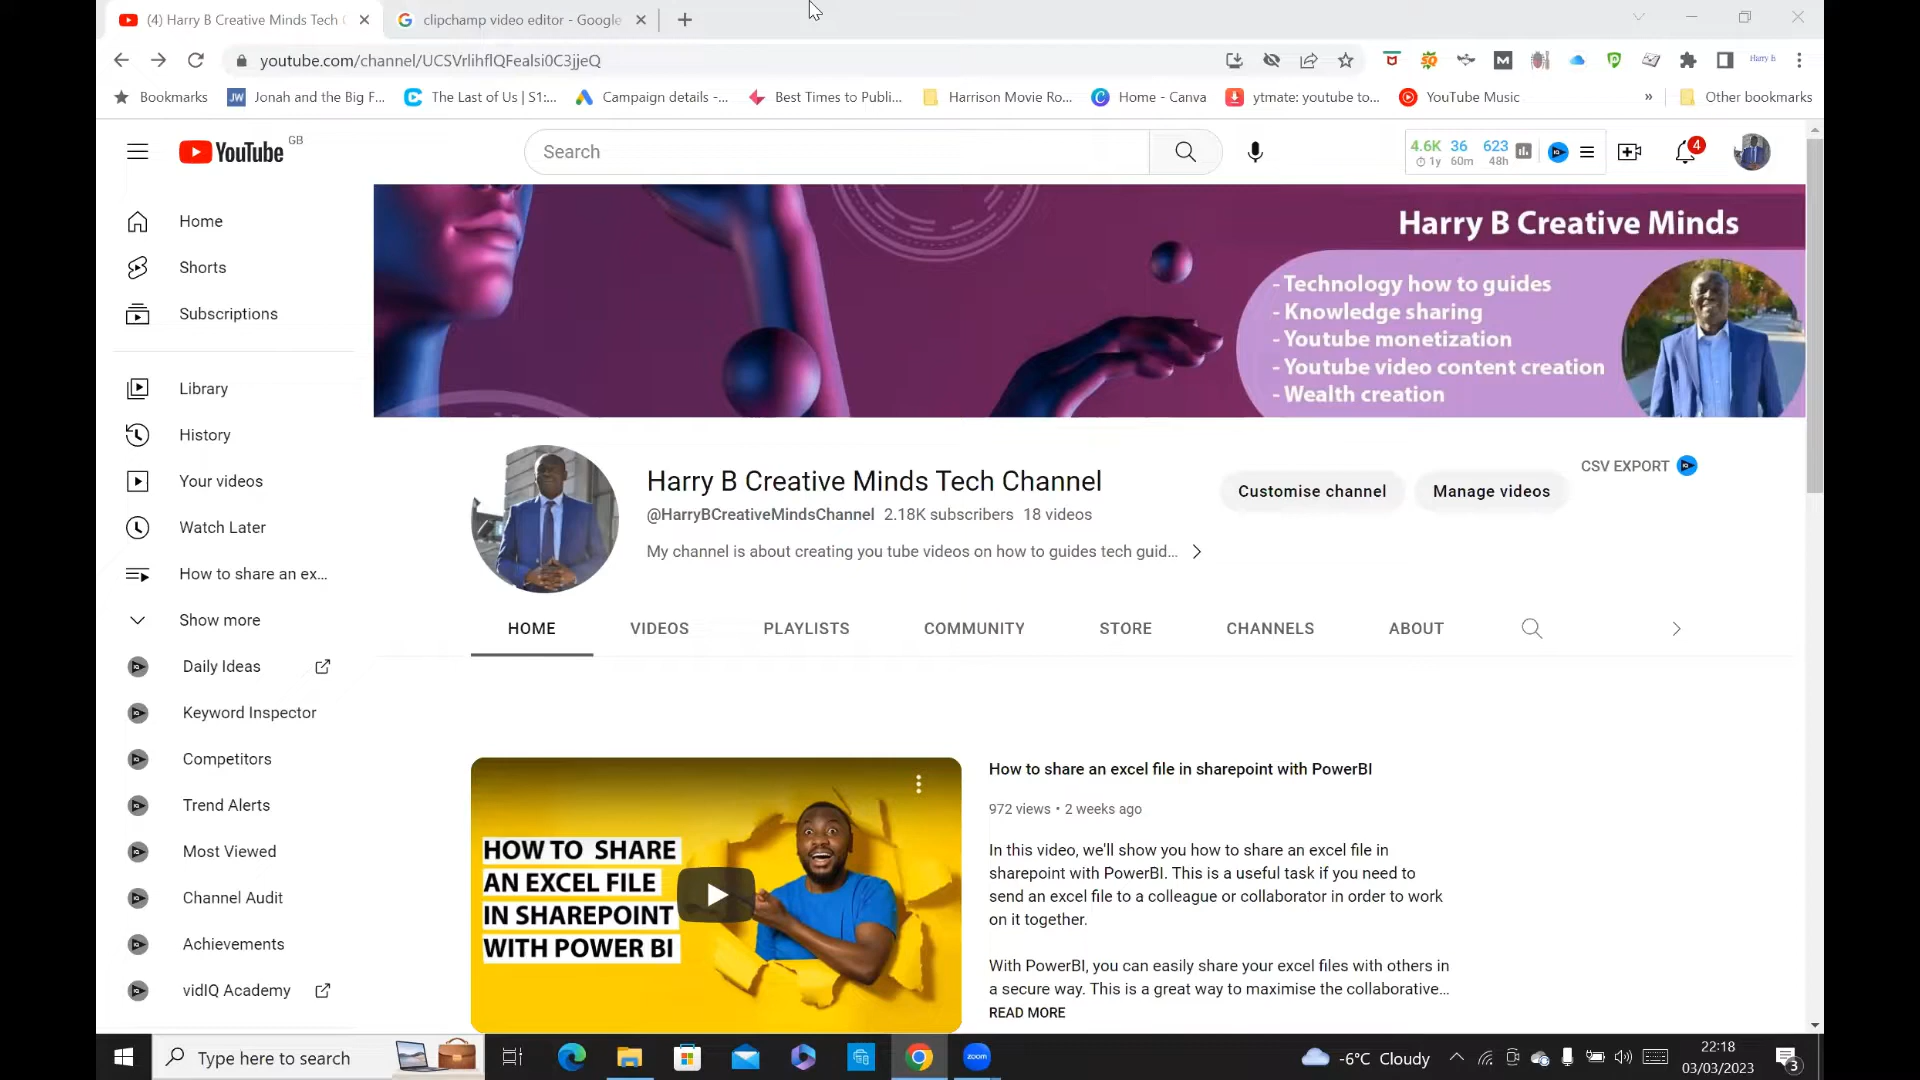 (4) Harry B Creative Minds Tech C
clipchamp video editor - Google
youtube.com/channel/UCSVrlihflQFealsi0C3jjeQ
Harry B
Bookmarks
JW Jonah and the Big F...
The Last of Us | S1:...
Campaign details -...
Best Times to Publi...
Harrison Movie Ro...
Home - Canva
ytmate: youtube to...
YouTube Music
»
Other bookmarks
YouTube GB
Search
4.6K 36 623
1y 60m 48h
4
Home
Shorts
Subscriptions
Library
History
Your videos
Watch Later
How to share an ex...
Show more
Daily Ideas
Keyword Inspector
Competitors
Trend Alerts
Most Viewed
Channel Audit
Achievements
vidIQ Academy
Harry B Creative Minds
- Technology how to guides
- Knowledge sharing
- Youtube monetization
- Youtube video content creation
- Wealth creation
Harry B Creative Minds Tech Channel
@HarryBCreativeMindsChannel 2.18K subscribers 18 videos
My channel is about creating you tube videos on how to guides tech guid...
Customise channel
Manage videos
CSV EXPORT
HOME
VIDEOS
PLAYLISTS
COMMUNITY
STORE
CHANNELS
ABOUT
HOW TO SHARE
AN EXCEL FILE
IN SHAREPOINT
WITH POWER BI
How to share an excel file in sharepoint with PowerBI
972 views • 2 weeks ago
In this video, we'll show you how to share an excel file in
sharepoint with PowerBI. This is a useful task if you need to
send an excel file to a colleague or collaborator in order to work
on it together.
With PowerBI, you can easily share your excel files with others in
a secure way. This is a great way to maximise the collaborative...
READ MORE
Type here to search
zoom
-6°C Cloudy
22:18
03/03/2023
3